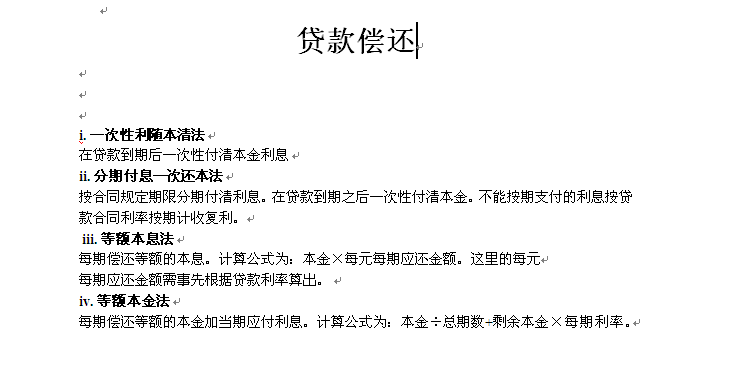 贷款偿还
i. 一次性利随本清法
在贷款到期后一次性付清本金利息
ii. 分期付息一次还本法
按合同规定期限分期付清利息。在贷款到期之后一次性付清本金。不能按期支付的利息按贷
款合同利率按期计收复利。
iii. 等额本息法
每期偿还等额的本息。计算公式为：本金×每元每期应还金额。这里的每元
每期应还金额需事先根据贷款利率算出。
iv. 等额本金法
每期偿还等额的本金加当期应付利息。计算公式为：本金÷总期数+剩余本金×每期利率。